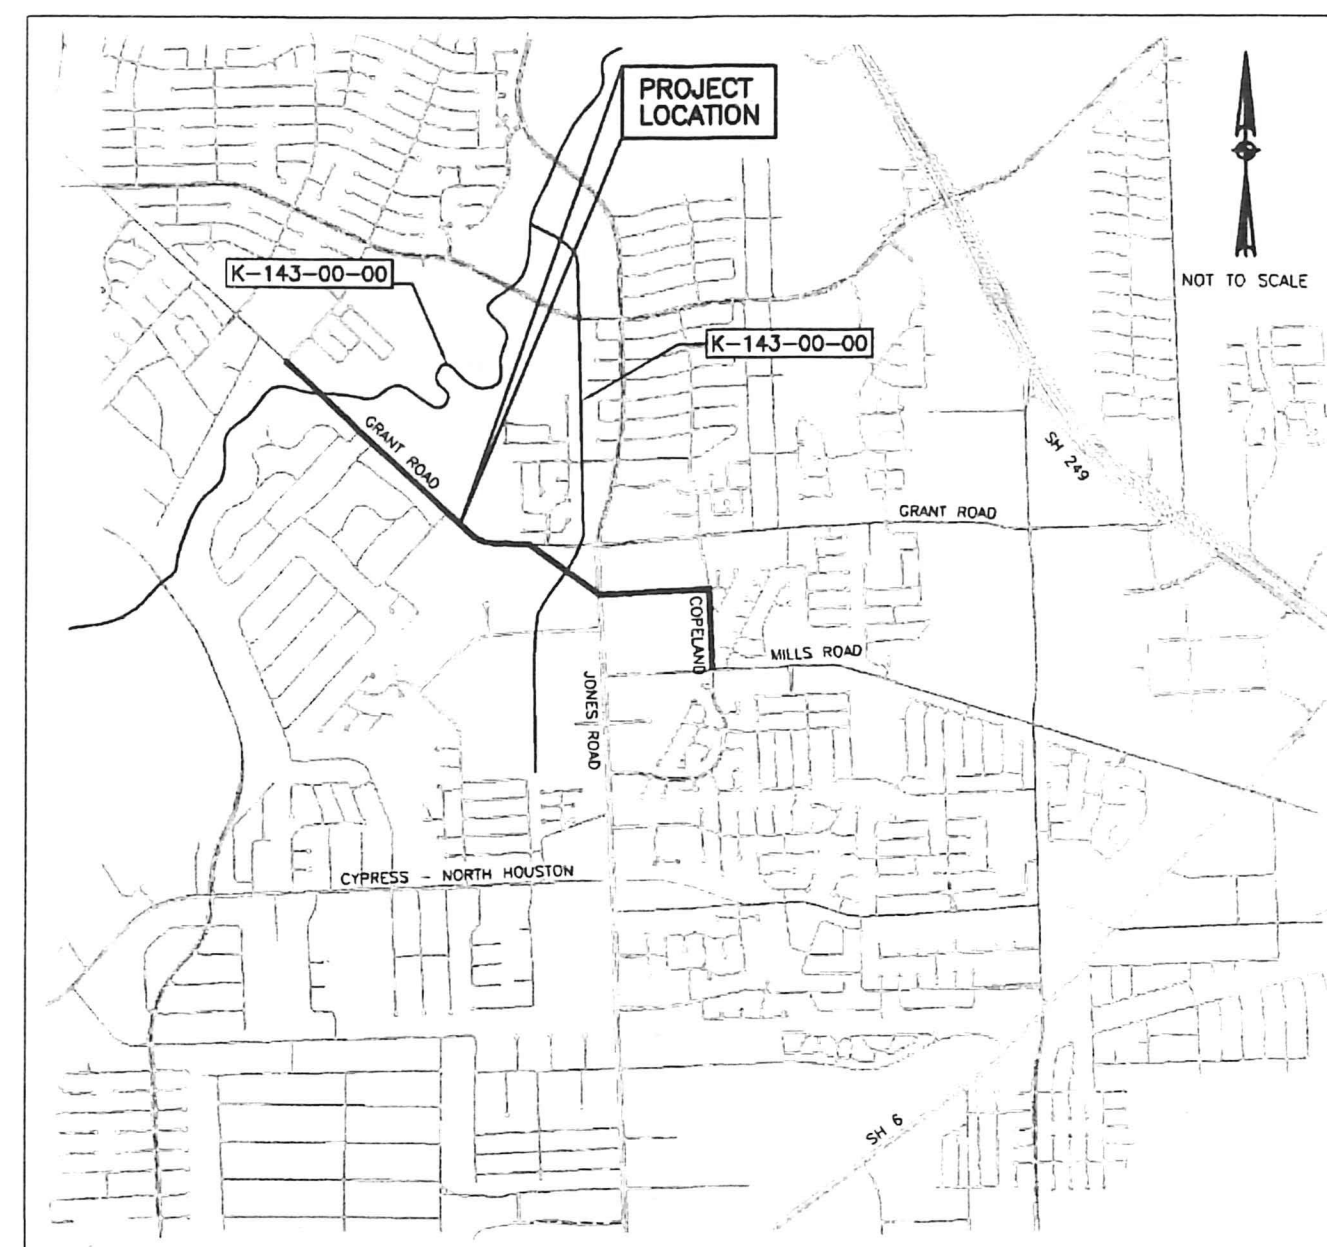 PROJECT
LOCATION
K-143-00-00
NOT TO SCALE
K-143-00-00
GRANT ROAD
SH 249
GRANT ROAD
COPELAND
MILLS ROAD
JONES ROAD
CYPRESS - NORTH HOUSTON
SH 6